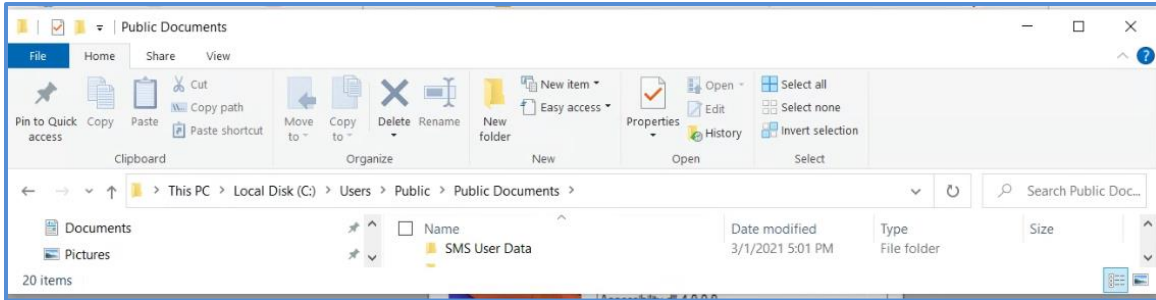 Public Documents
File Home Share View
Pin to Quick access
Copy
Paste
Cut
Copy path
Paste shortcut
Clipboard
Move to
Copy to
Delete
Rename
Organize
New folder
New item
Easy access
New
Properties
Open
Edit
History
Open
Select all
Select none
Invert selection
Select
This PC > Local Disk (C:) > Users > Public > Public Documents >
Search Public Doc...
Documents
Pictures
Name Date modified Type Size
SMS User Data 3/1/2021 5:01 PM File folder
20 items